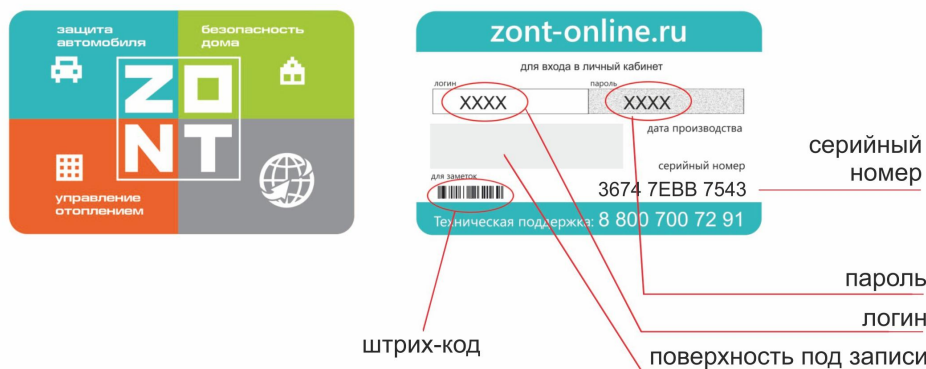 защита
автомобиля
безопасность
дома
ZO
NT
управление
отоплением
zont-online.ru
для входа в личный кабинет
логин
пароль
XXXX
XXXX
дата производства
серийный номер
для заметок
3674 7EBB 7543
Техническая поддержка: 8 800 700 72 91
серийный
номер
пароль
логин
штрих-код
поверхность под записи